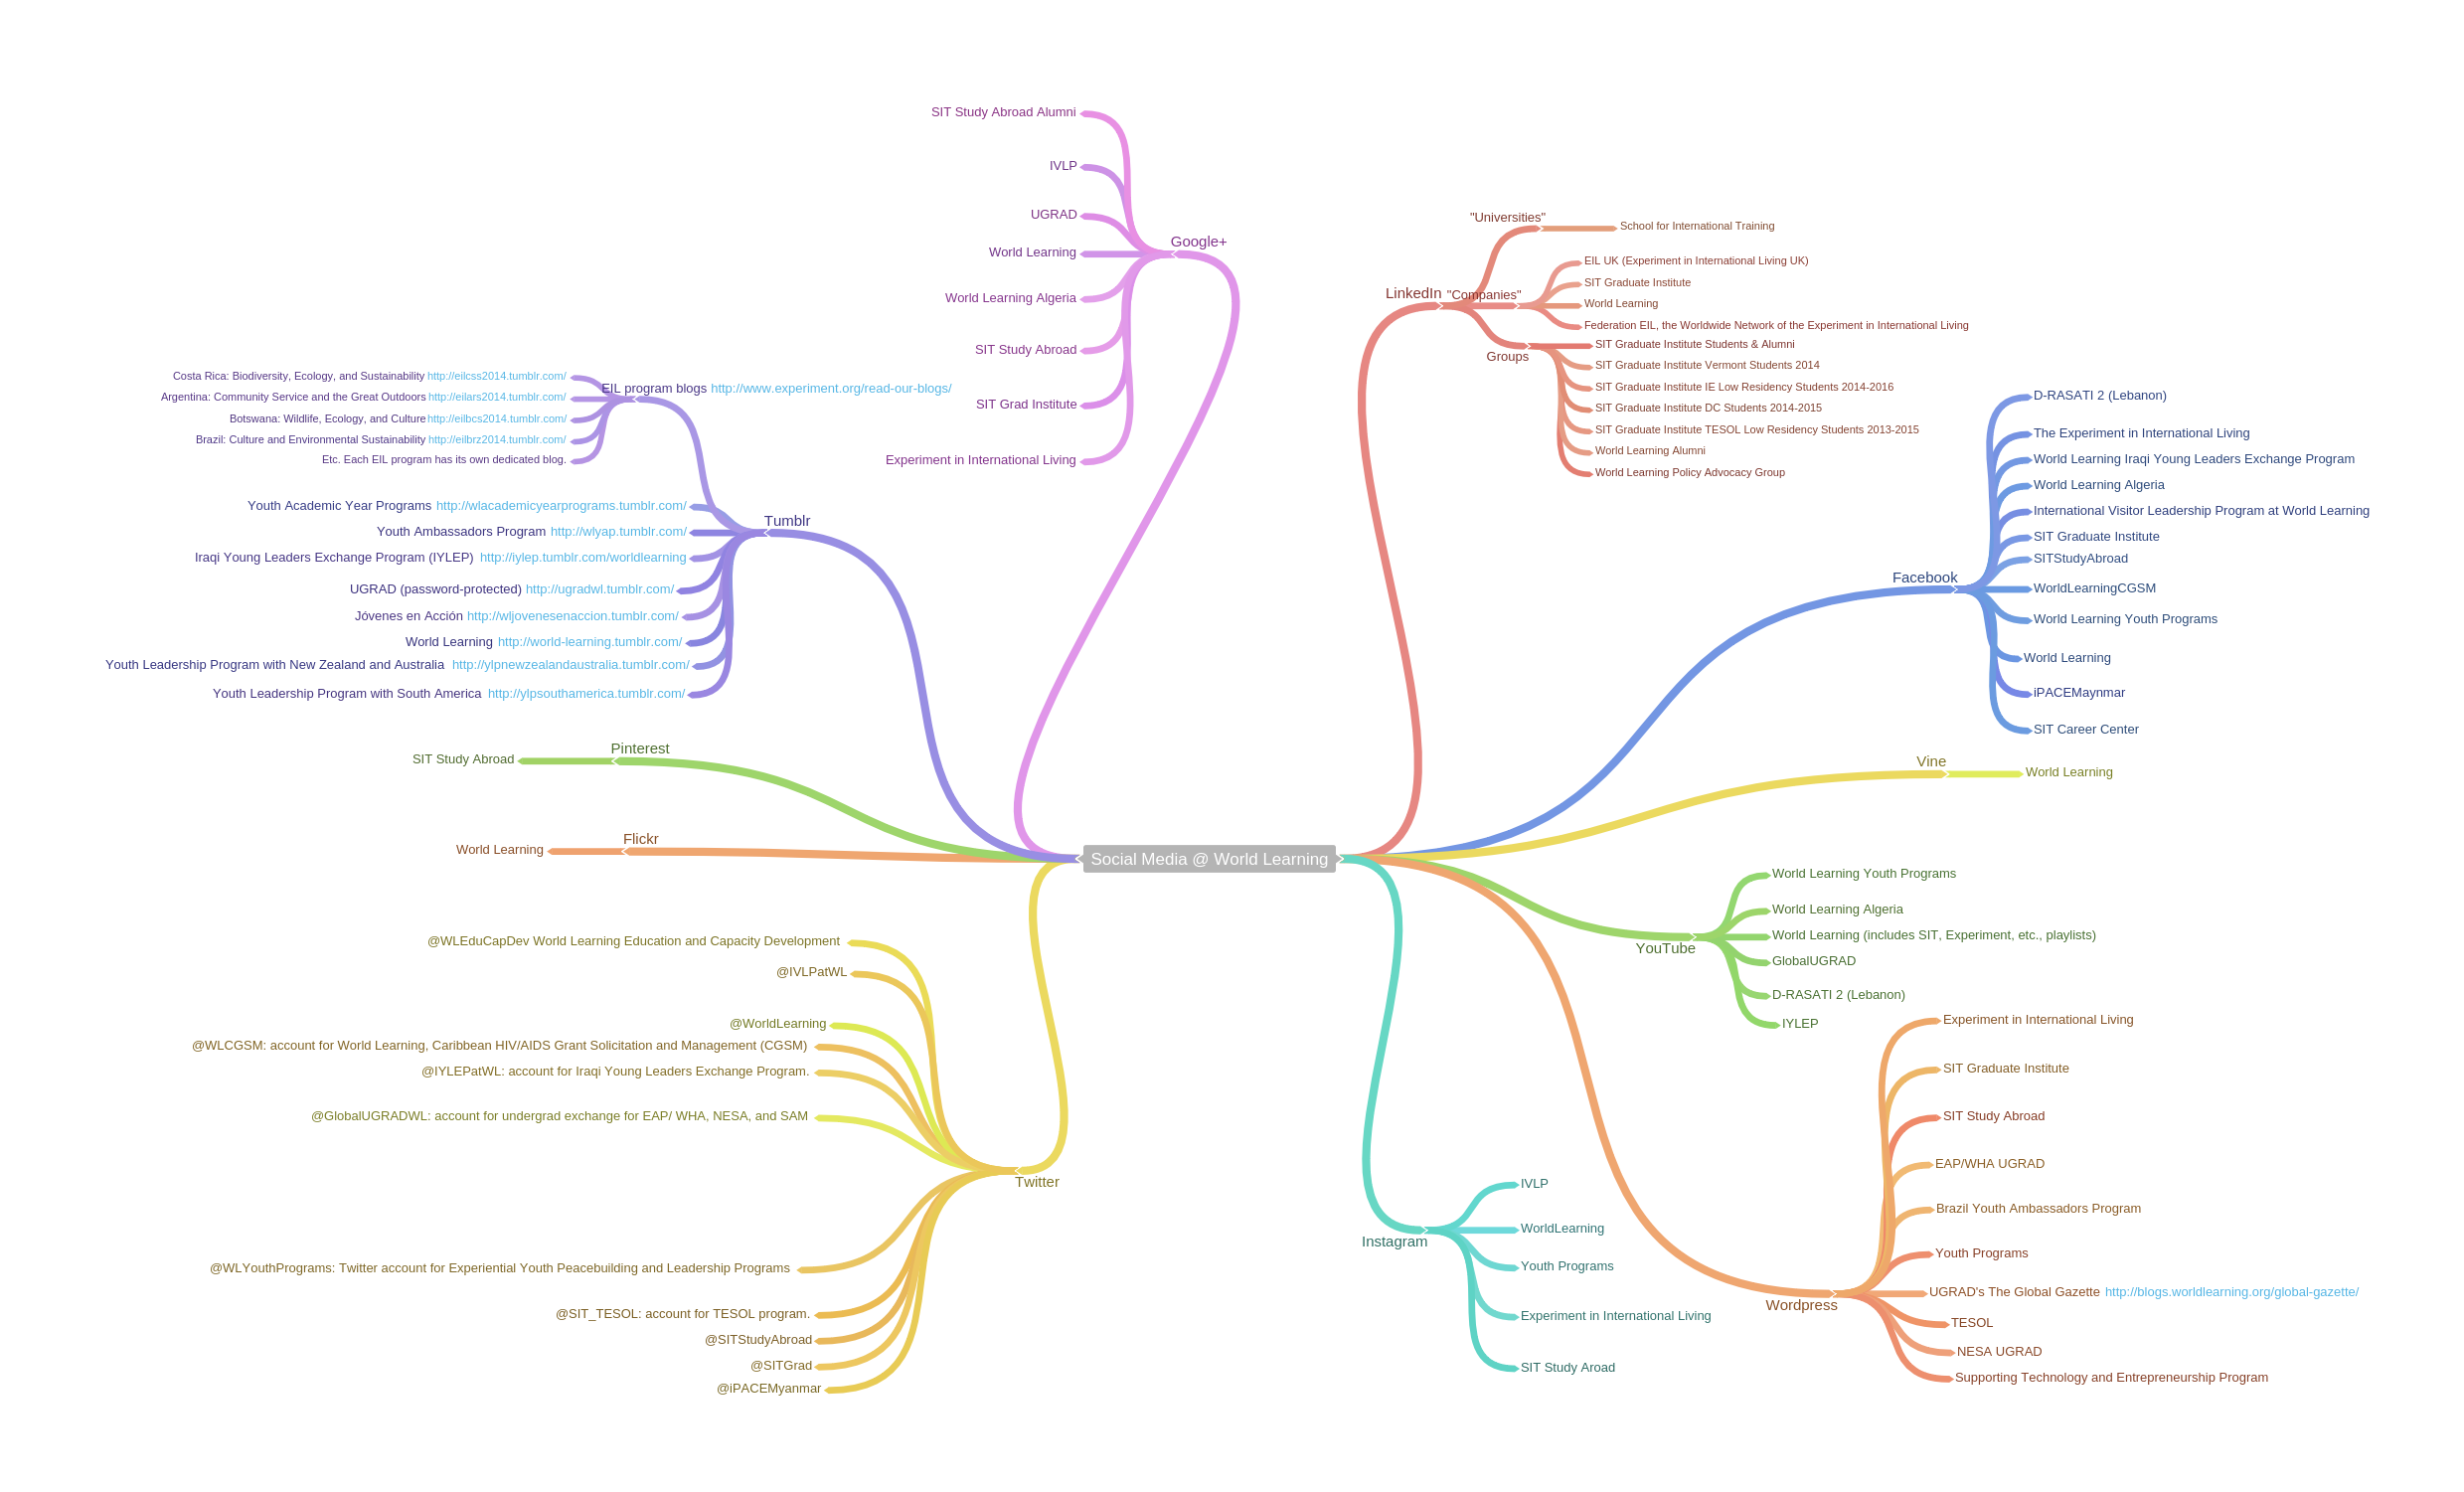 Social Media @ World Learning
Google+
SIT Study Abroad Alumni
IVLP
UGRAD
World Learning
World Learning Algeria
SIT Study Abroad
SIT Grad Institute
Experiment in International Living
Tumblr
EIL program blogs http://www.experiment.org/read-our-blogs/
Costa Rica: Biodiversity, Ecology, and Sustainability http://eilcss2014.tumblr.com/
Argentina: Community Service and the Great Outdoors http://eilars2014.tumblr.com/
Botswana: Wildlife, Ecology, and Culture http://eilbcs2014.tumblr.com/
Brazil: Culture and Environmental Sustainability http://eilbrz2014.tumblr.com/
Etc. Each EIL program has its own dedicated blog.
Youth Academic Year Programs http://wlacademicyearprograms.tumblr.com/
Youth Ambassadors Program http://wlyap.tumblr.com/
Iraqi Young Leaders Exchange Program (IYLEP) http://iylep.tumblr.com/worldlearning
UGRAD (password-protected) http://ugradwl.tumblr.com/
Jóvenes en Acción http://wljovenesenaccion.tumblr.com/
World Learning http://world-learning.tumblr.com/
Youth Leadership Program with New Zealand and Australia http://ylpnewzealandaustralia.tumblr.com/
Youth Leadership Program with South America http://ylpsouthamerica.tumblr.com/
Pinterest
SIT Study Abroad
Flickr
World Learning
Twitter
@WLEduCapDev World Learning Education and Capacity Development
@IVLPatWL
@WorldLearning
@WLCGSM: account for World Learning, Caribbean HIV/AIDS Grant Solicitation and Management (CGSM)
@IYLEPatWL: account for Iraqi Young Leaders Exchange Program.
@GlobalUGRADWL: account for undergrad exchange for EAP/ WHA, NESA, and SAM
@WLYouthPrograms: Twitter account for Experiential Youth Peacebuilding and Leadership Programs
@SIT_TESOL: account for TESOL program.
@SITStudyAbroad
@SITGrad
@iPACEMyanmar
LinkedIn
"Universities"
School for International Training
"Companies"
EIL UK (Experiment in International Living UK)
SIT Graduate Institute
World Learning
Federation EIL, the Worldwide Network of the Experiment in International Living
Groups
SIT Graduate Institute Students & Alumni
SIT Graduate Institute Vermont Students 2014
SIT Graduate Institute IE Low Residency Students 2014-2016
SIT Graduate Institute DC Students 2014-2015
SIT Graduate Institute TESOL Low Residency Students 2013-2015
World Learning Alumni
World Learning Policy Advocacy Group
Facebook
D-RASATI 2 (Lebanon)
The Experiment in International Living
World Learning Iraqi Young Leaders Exchange Program
World Learning Algeria
International Visitor Leadership Program at World Learning
SIT Graduate Institute
SITStudyAbroad
WorldLearningCGSM
World Learning Youth Programs
World Learning
iPACEMaynmar
SIT Career Center
Vine
World Learning
YouTube
World Learning Youth Programs
World Learning Algeria
World Learning (includes SIT, Experiment, etc., playlists)
GlobalUGRAD
D-RASATI 2 (Lebanon)
IYLEP
Wordpress
Experiment in International Living
SIT Graduate Institute
SIT Study Abroad
EAP/WHA UGRAD
Brazil Youth Ambassadors Program
Youth Programs
UGRAD's The Global Gazette http://blogs.worldlearning.org/global-gazette/
TESOL
NESA UGRAD
Supporting Technology and Entrepreneurship Program
Instagram
IVLP
WorldLearning
Youth Programs
Experiment in International Living
SIT Study Aroad